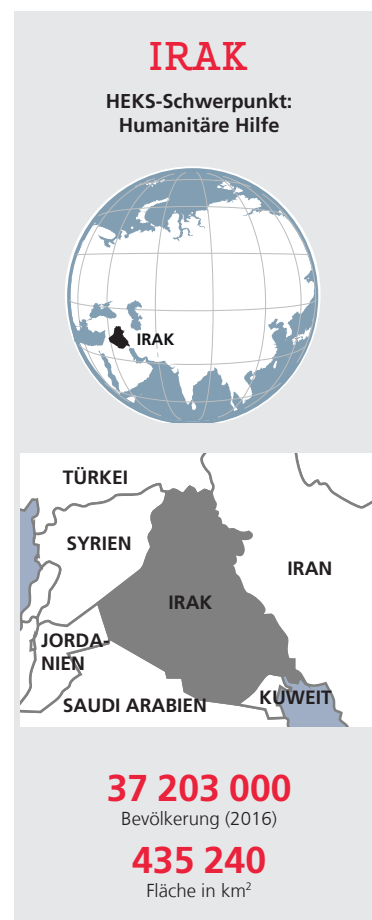 IRAK
HEKS-Schwerpunkt:
Humanitäre Hilfe
IRAK
TÜRKEI
SYRIEN
IRAN
IRAK
JORDA-
NIEN
SAUDI ARABIEN
KUWEIT
37 203 000
Bevölkerung (2016)
435 240
Fläche in km²